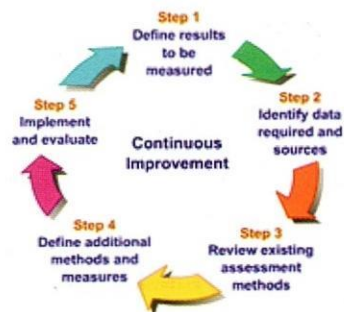 Step 1
Define results
to be
measured
Step 2
Identify data
required and
sources
Step 3
Review existing
assessment
methods
Step 4
Define additional
methods and
measures
Step 5
Implement
and evaluate
Continuous
Improvement